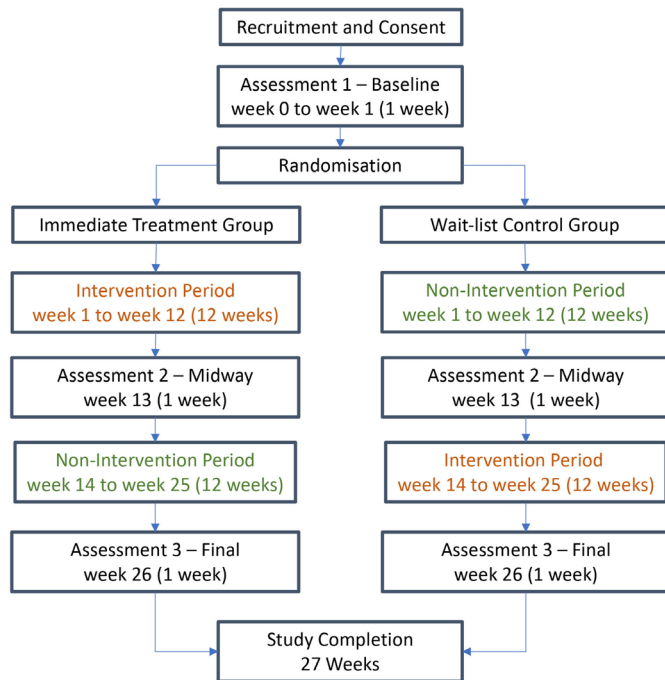 Recruitment and Consent
Assessment 1 – Baseline
week 0 to week 1 (1 week)
Randomisation
Immediate Treatment Group
Wait-list Control Group
Intervention Period
week 1 to week 12 (12 weeks)
Non-Intervention Period
week 1 to week 12 (12 weeks)
Assessment 2 – Midway
week 13 (1 week)
Assessment 2 – Midway
week 13 (1 week)
Non-Intervention Period
week 14 to week 25 (12 weeks)
Intervention Period
week 14 to week 25 (12 weeks)
Assessment 3 – Final
week 26 (1 week)
Assessment 3 – Final
week 26 (1 week)
Study Completion
27 Weeks